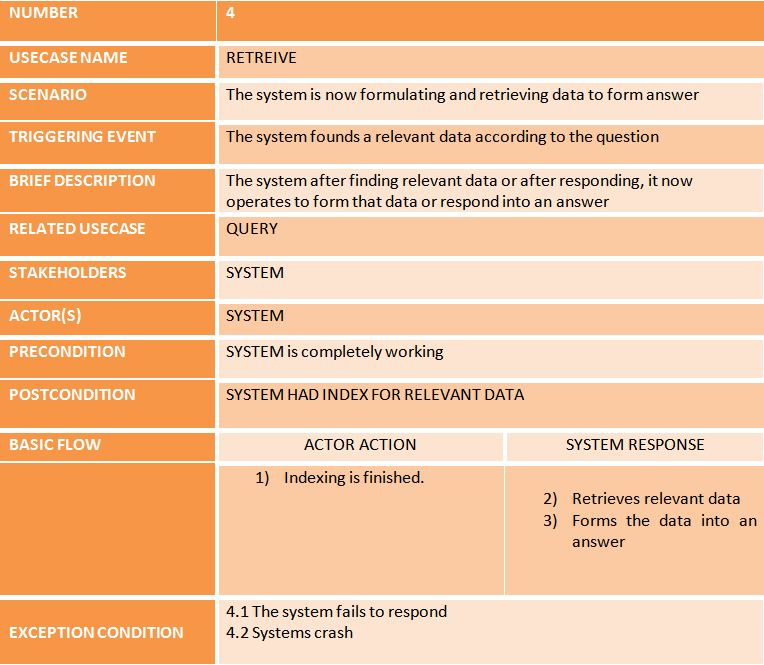 NUMBER 4
USECASE NAME RETREIVE
SCENARIO The system is now formulating and retrieving data to form answer
TRIGGERING EVENT The system founds a relevant data according to the question
BRIEF DESCRIPTION The system after finding relevant data or after responding, it now
operates to form that data or respond into an answer
RELATED USECASE QUERY
STAKEHOLDERS SYSTEM
ACTOR(S) SYSTEM
PRECONDITION SYSTEM is completely working
POSTCONDITION SYSTEM HAD INDEX FOR RELEVANT DATA
BASIC FLOW ACTOR ACTION SYSTEM RESPONSE
1) Indexing is finished.
2) Retrieves relevant data
3) Forms the data into an
answer
4.1 The system fails to respond
EXCEPTION CONDITION 4.2 Systems crash